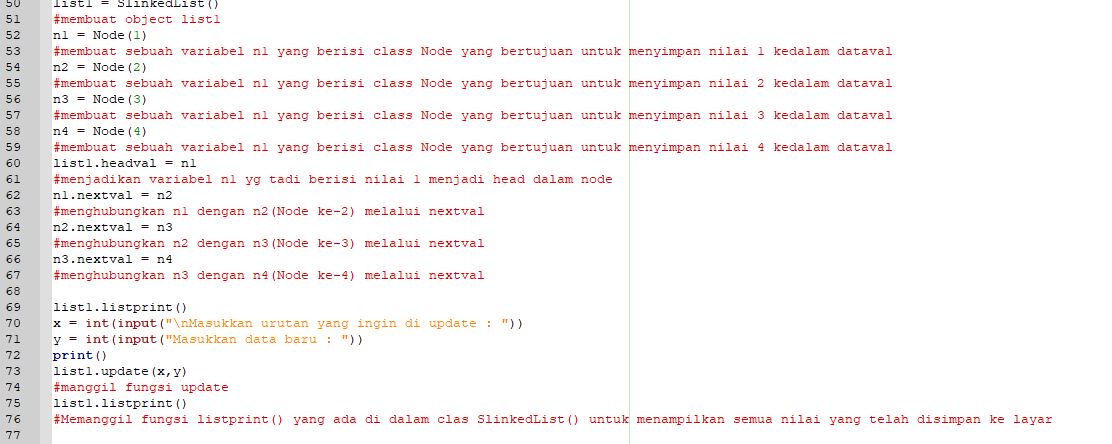 50 list1 = SlinkedList()
51 #membuat object list1
52 n1 = Node(1)
53 #membuat sebuah variabel n1 yang berisi class Node yang bertujuan untuk menyimpan nilai 1 kedalam dataval
54 n2 = Node(2)
55 #membuat sebuah variabel n1 yang berisi class Node yang bertujuan untuk menyimpan nilai 2 kedalam dataval
56 n3 = Node(3)
57 #membuat sebuah variabel n1 yang berisi class Node yang bertujuan untuk menyimpan nilai 3 kedalam dataval
58 n4 = Node(4)
59 #membuat sebuah variabel n1 yang berisi class Node yang bertujuan untuk menyimpan nilai 4 kedalam dataval
60 list1.headval = n1
61 #menjadikan variabel n1 yg tadi berisi nilai 1 menjadi head dalam node
62 n1.nextval = n2
63 #menghubungkan n1 dengan n2(Node ke-2) melalui nextval
64 n2.nextval = n3
65 #menghubungkan n2 dengan n3(Node ke-3) melalui nextval
66 n3.nextval = n4
67 #menghubungkan n3 dengan n4(Node ke-4) melalui nextval
68
69 list1.listprint()
70 x = int(input("\nMasukkan urutan yang ingin di update : "))
71 y = int(input("Masukkan data baru : "))
72 print()
73 list1.update(x,y)
74 #manggil fungsi update
75 list1.listprint()
76 #Memanggil fungsi listprint() yang ada di dalam clas SlinkedList() untuk menampilkan semua nilai yang telah disimpan ke layar
77